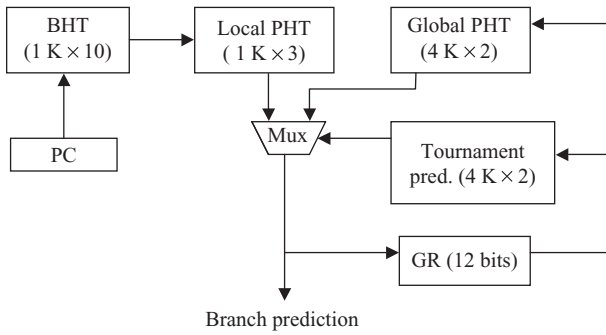 BHT
(1 K × 10)
Local PHT
( 1 K × 3)
Global PHT
(4 K × 2)
Mux
PC
Tournament
pred. (4 K × 2)
GR (12 bits)
Branch prediction